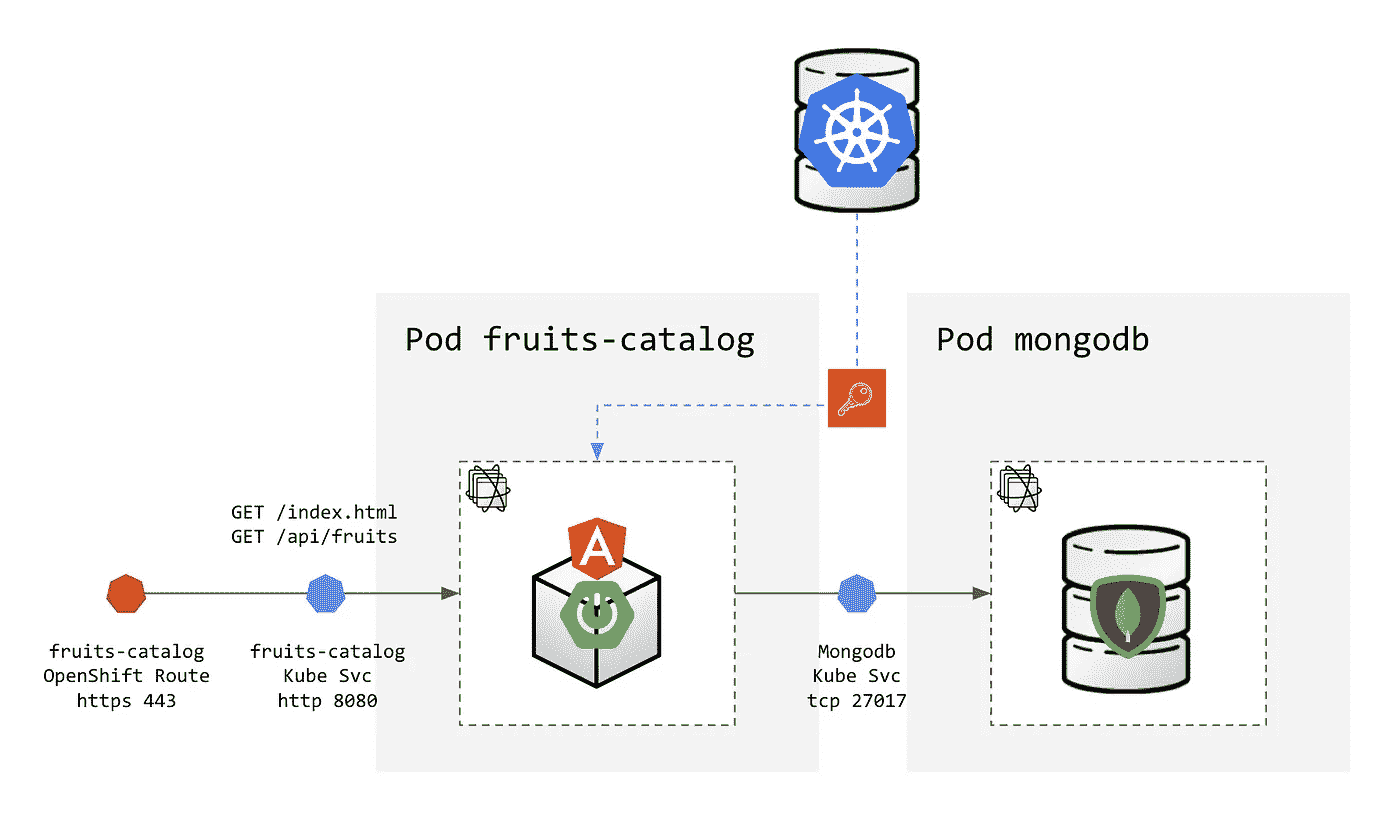 Pod fruits-catalog
Pod mongodb
GET /index.html
GET /api/fruits
fruits-catalog
OpenShift Route
https 443
fruits-catalog
Kube Svc
http 8080
A
Mongodb
Kube Svc
tcp 27017